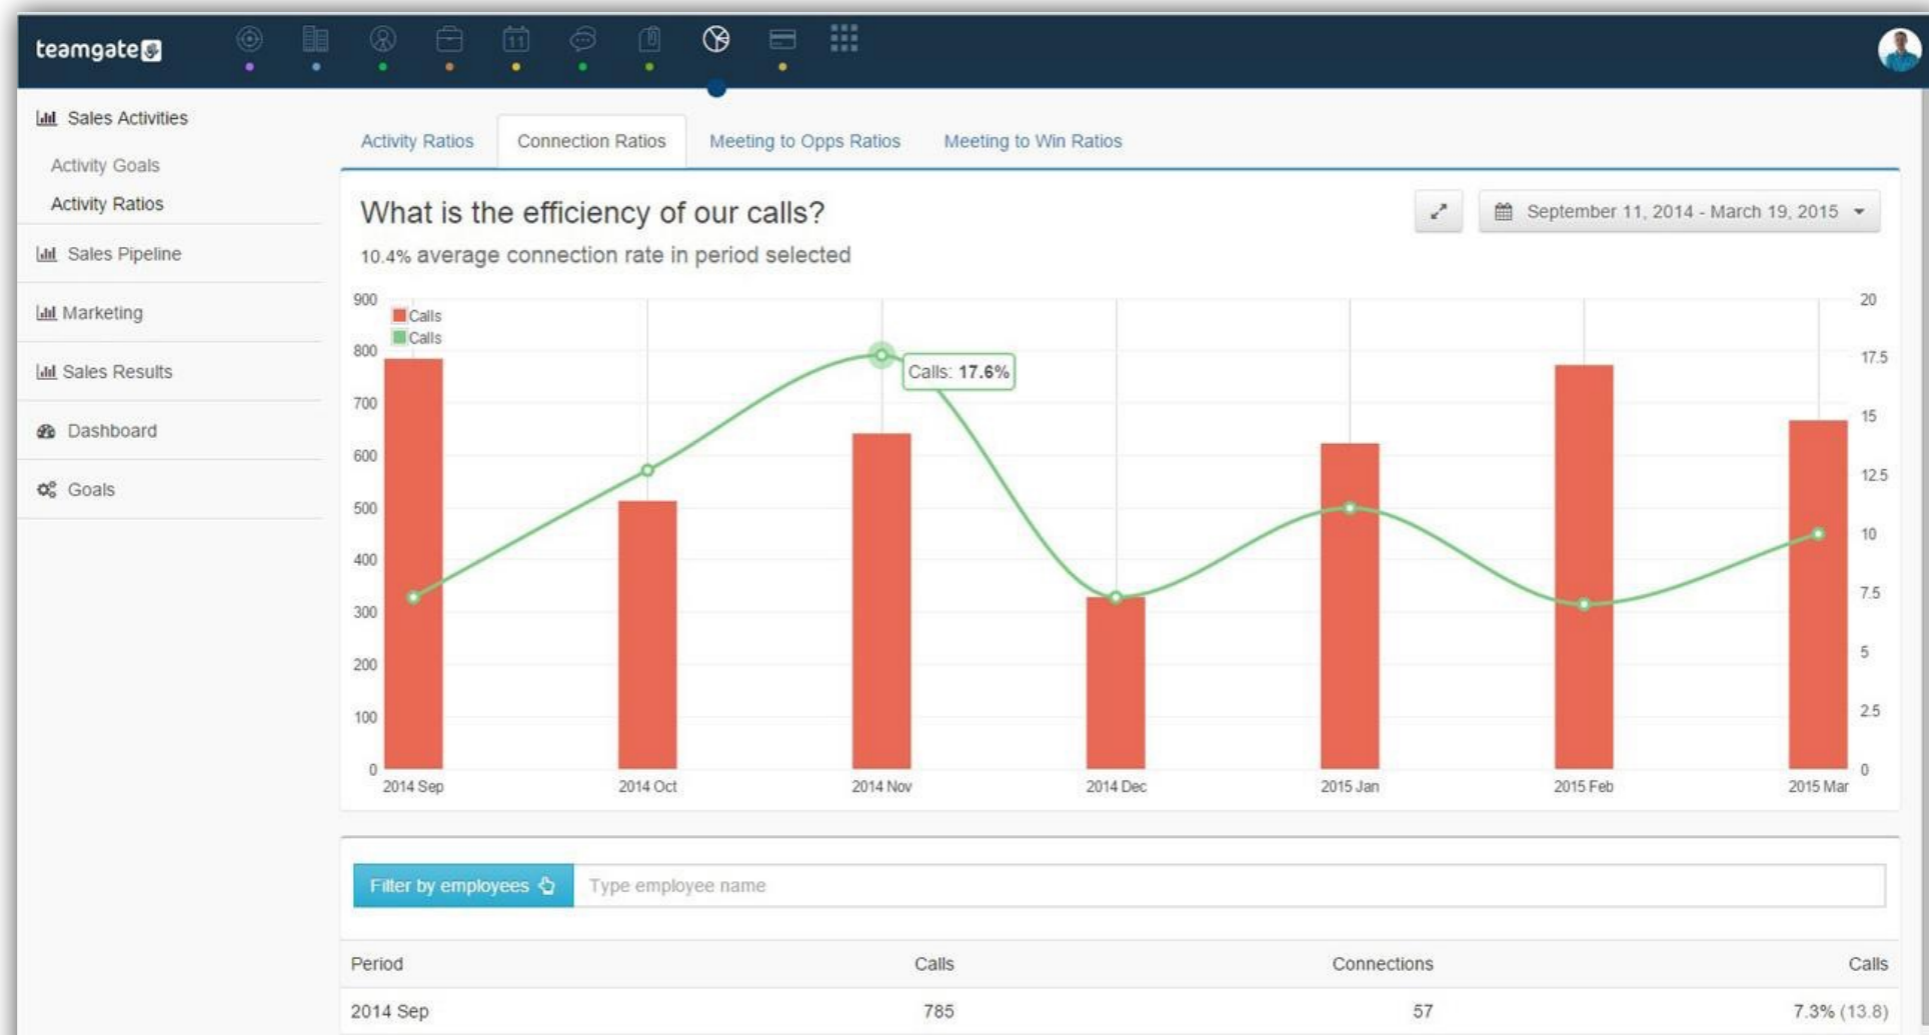 teamgate
11
Sales Activities
Activity Goals
Activity Ratios
Sales Pipeline
Marketing
Sales Results
Dashboard
Goals
Activity Ratios Connection Ratios Meeting to Opps Ratios Meeting to Win Ratios
What is the efficiency of our calls?
September 11, 2014 - March 19, 2015
10.4% average connection rate in period selected
900
800
700
600
500
400
300
200
100
0
Calls
Calls
Calls: 17.6%
20
17.5
15
12.5
10
7.5
5
2.5
0
2014 Sep 2014 Oct 2014 Nov 2014 Dec 2015 Jan 2015 Feb 2015 Mar
Filter by employees Type employee name
Period Calls Connections Calls
2014 Sep 785 57 7.3% (13.8)